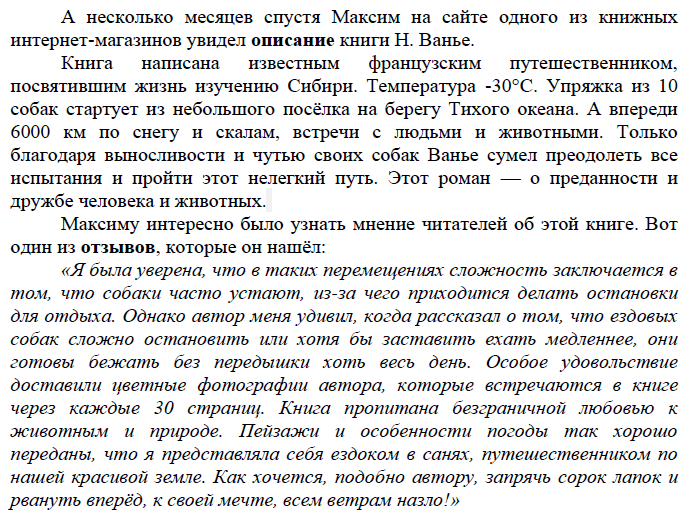 А несколько месяцев спустя Максим на сайте одного из книжных
интернет-магазинов увидел описание книги Н. Ванье.
Книга написана известным французским путешественником,
посвятившим жизнь изучению Сибири. Температура -30°С. Упряжка из 10
собак стартует из небольшого посёлка на берегу Тихого океана. А впереди
6000 км по снегу и скалам, встречи с людьми и животными. Только
благодаря выносливости и чутью своих собак Ванье сумел преодолеть все
испытания и пройти этот нелегкий путь. Этот роман — о преданности и
дружбе человека и животных.
Максиму интересно было узнать мнение читателей об этой книге. Вот
один из отзывов, которые он нашёл:
«Я была уверена, что в таких перемещениях сложность заключается в
том, что собаки часто устают, из-за чего приходится делать остановки
для отдыха. Однако автор меня удивил, когда рассказал о том, что ездовых
собак сложно остановить или хотя бы заставить ехать медленнее, они
готовы бежать без передышки хоть весь день. Особое удовольствие
доставили цветные фотографии автора, которые встречаются в книге
через каждые 30 страниц. Книга пропитана безграничной любовью к
животным и природе. Пейзажи и особенности погоды так хорошо
переданы, что я представляла себя ездоком в санях, путешественником по
нашей красивой земле. Как хочется, подобно автору, запрячь сорок лапок и
рвануть вперёд, к своей мечте, всем ветрам назло!»